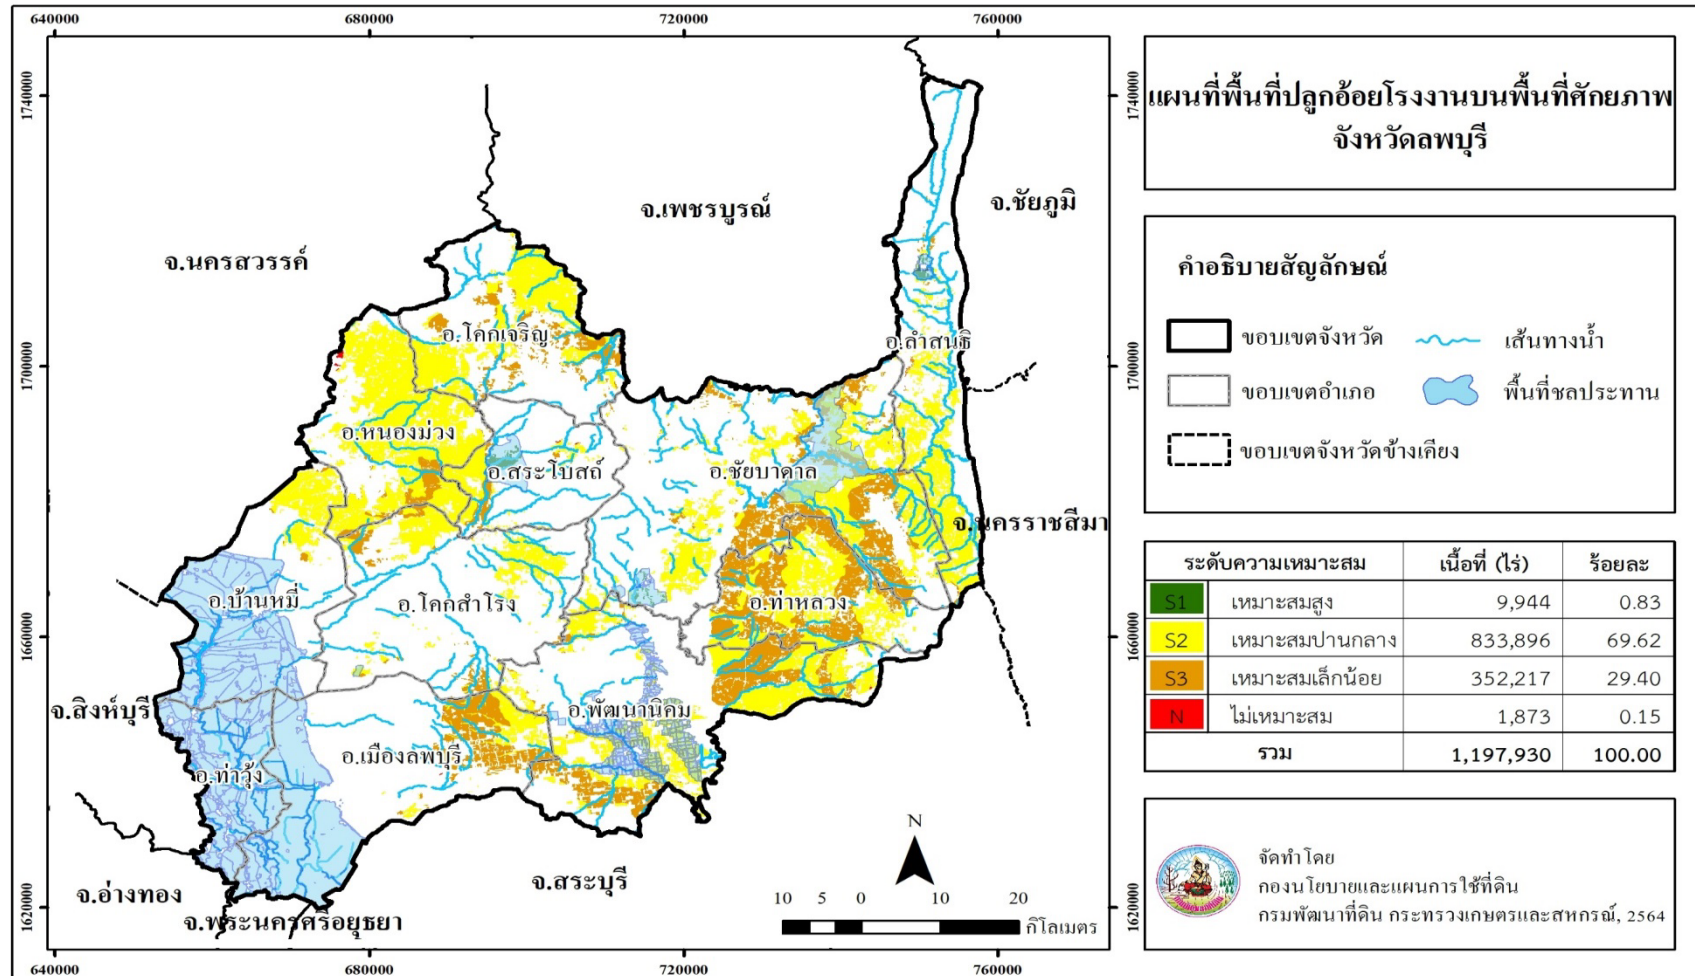 640000 680000 720000 760000
แผนที่พื้นที่ปลูกอ้อยโรงงานบนพื้นที่ศักยภาพ
จังหวัดลพบุรี
1740000 1740000
จ.เพชรบูรณ์
จ.ชัยภูมิ
จ.นครสวรรค์
คำอธิบายสัญลักษณ์
ขอบเขตจังหวัด เส้นทางน้ำ
ขอบเขตอำเภอ พื้นที่ชลประทาน
ขอบเขตจังหวัดข้างเคียง
1700000 1700000
อ.โคกเจริญ
อ.ลำสนธิ
อ.หนองม่วง
อ.สระโบสถ์
อ.ชัยบาดาล
จ.นครราชสีมา
ระดับความเหมาะสม เนื้อที่ (ไร่) ร้อยละ
S1 เหมาะสมสูง 9,944 0.83
S2 เหมาะสมปานกลาง 833,896 69.62
S3 เหมาะสมเล็กน้อย 352,217 29.40
N ไม่เหมาะสม 1,873 0.15
รวม 1,197,930 100.00
อ.บ้านหมี่
อ.โคกสำโรง
อ.ท่าหลวง
1660000 1660000
จ.สิงห์บุรี
อ.พัฒนานิคม
อ.เมืองลพบุรี
อ.ท่าวุ้ง
N
จ.สระบุรี
จ.อ่างทอง
จ.พระนครศรีอยุธยา
10 5 0 10 20
กิโลเมตร
1620000 1620000
จัดทำโดย
กองนโยบายและแผนการใช้ที่ดิน
กรมพัฒนาที่ดิน กระทรวงเกษตรและสหกรณ์, 2564
640000 680000 720000 760000